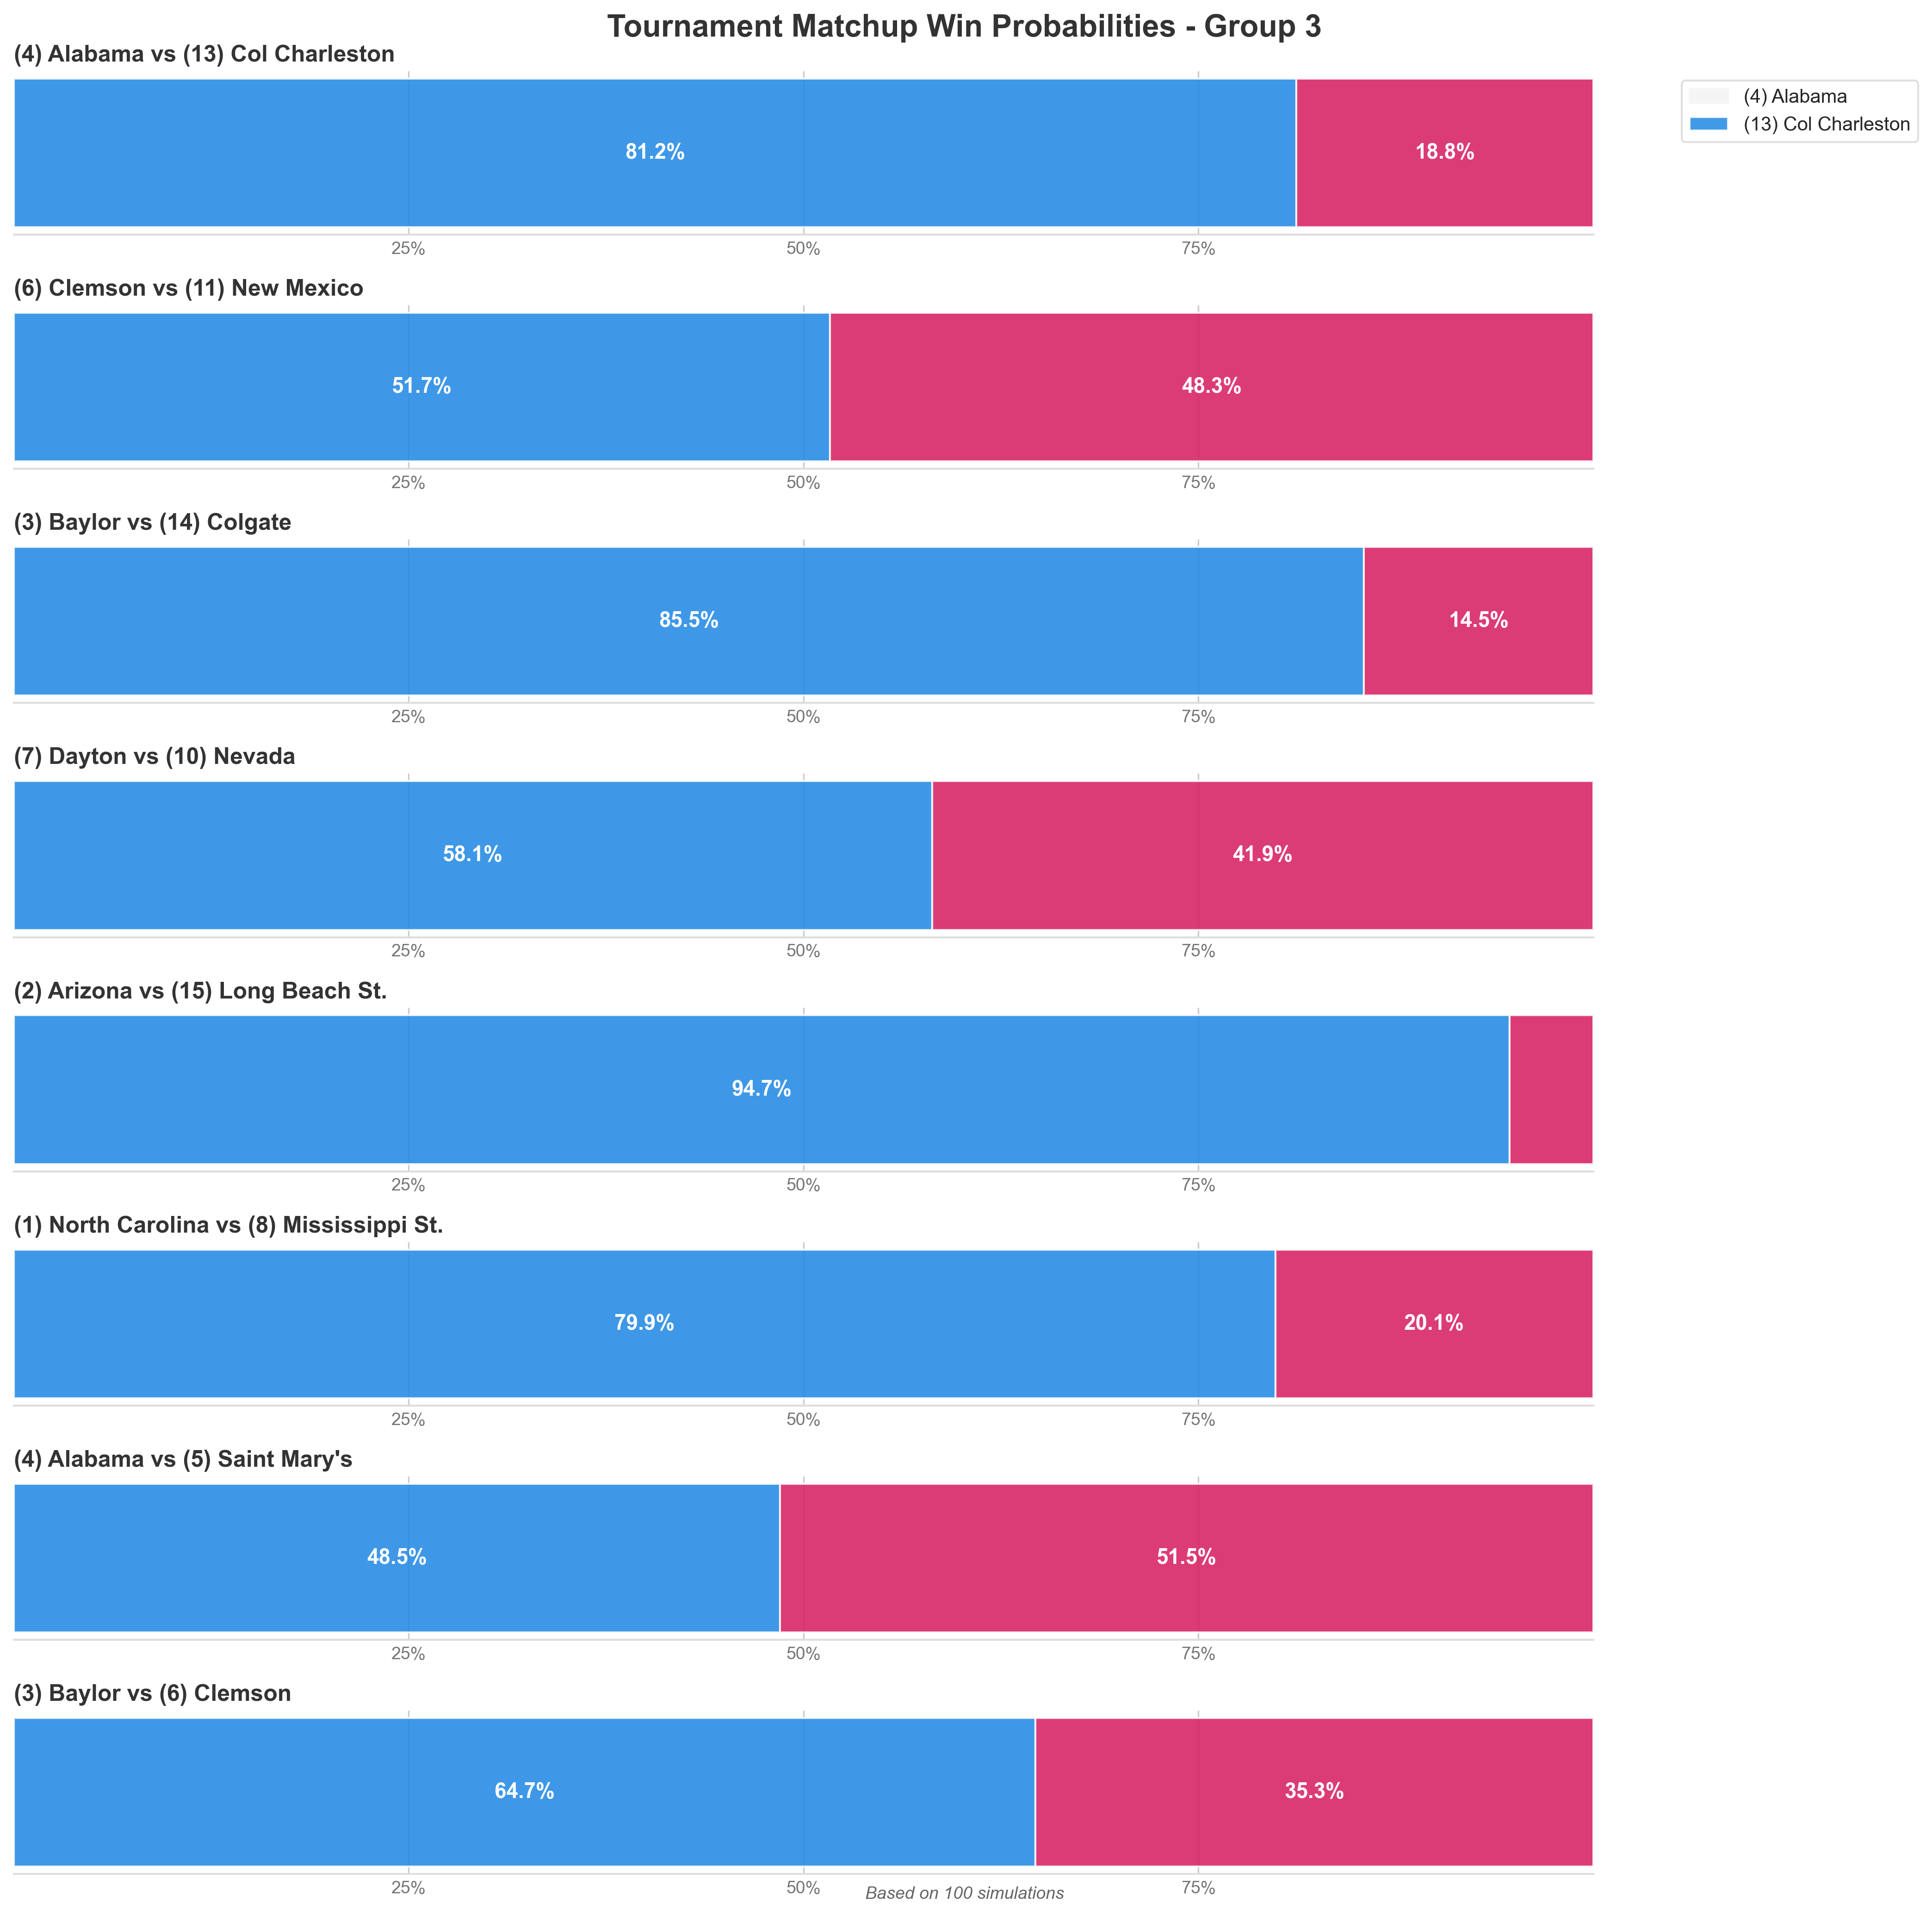 Tournament Matchup Win Probabilities - Group 3
(4) Alabama vs (13) Col Charleston
(4) Alabama
(13) Col Charleston
81.2% 18.8%
25% 50% 75%
(6) Clemson vs (11) New Mexico
51.7% 48.3%
25% 50% 75%
(3) Baylor vs (14) Colgate
85.5% 14.5%
25% 50% 75%
(7) Dayton vs (10) Nevada
58.1% 41.9%
25% 50% 75%
(2) Arizona vs (15) Long Beach St.
94.7%
25% 50% 75%
(1) North Carolina vs (8) Mississippi St.
79.9% 20.1%
25% 50% 75%
(4) Alabama vs (5) Saint Mary's
48.5% 51.5%
25% 50% 75%
(3) Baylor vs (6) Clemson
64.7% 35.3%
25% 50% 75%
Based on 100 simulations